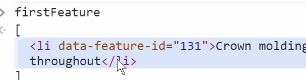 firstFeature
[
<li data-feature-id="131">Crown molding
throughout</li>
]